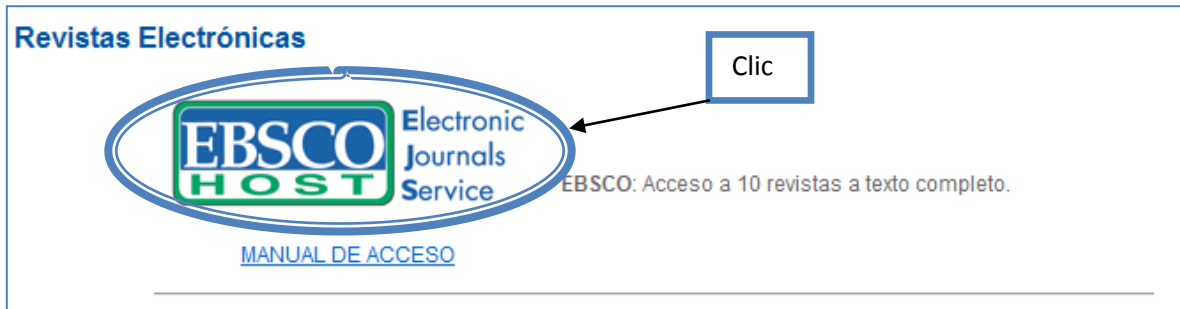 Revistas Electrónicas
Clic
EBSCO
HOST
Electronic
Journals
Service
EBSCO: Acceso a 10 revistas a texto completo.
MANUAL DE ACCESO